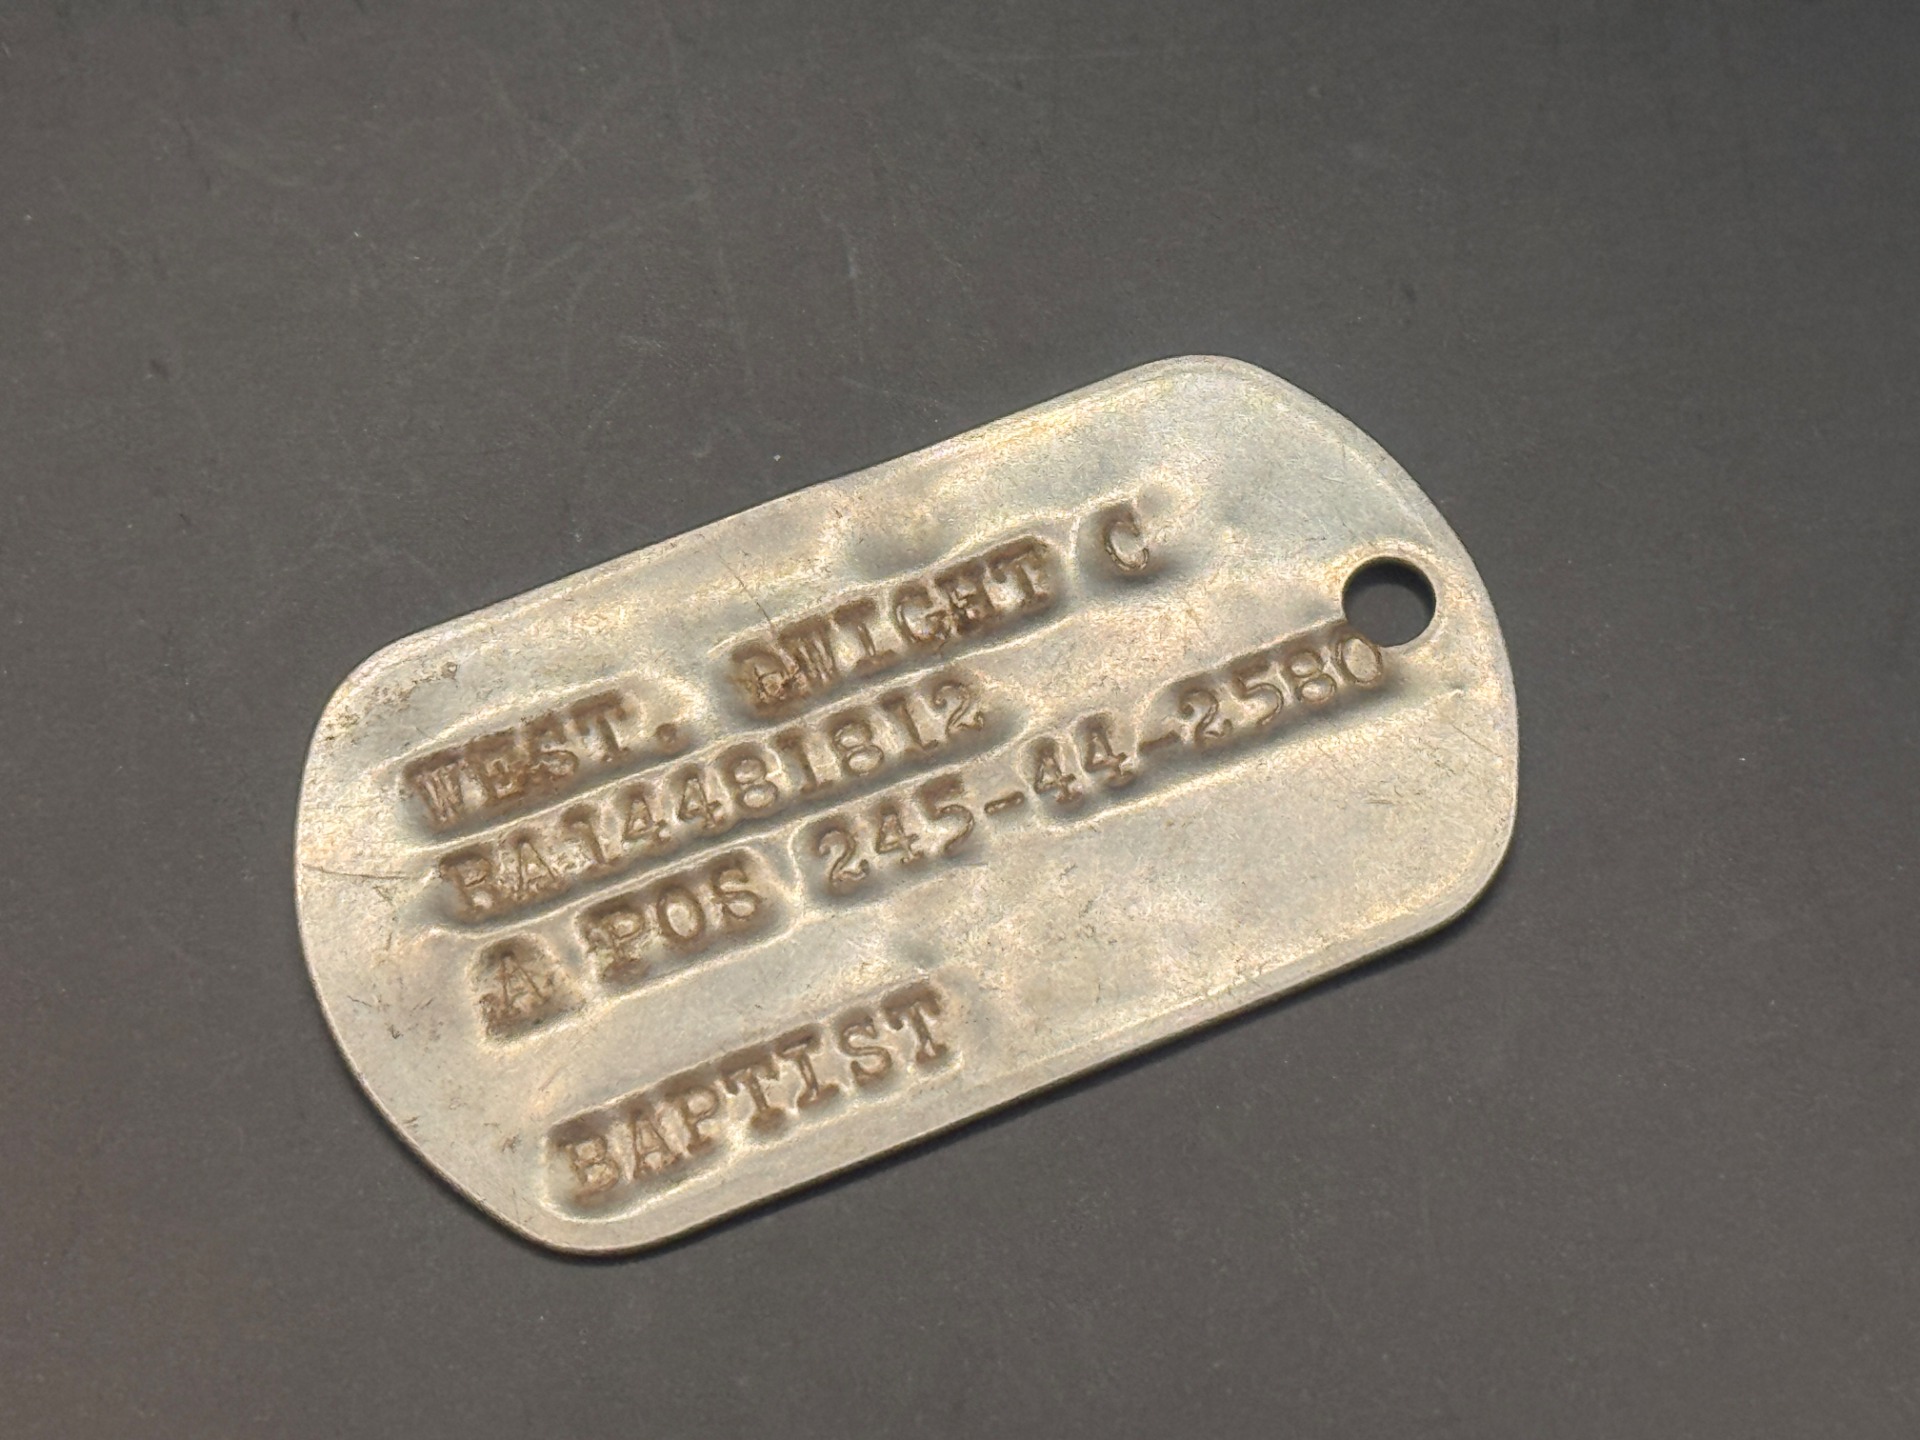 WEST. DWIGHT C
RA14481812
A POS 245-44-2580
BAPTIST